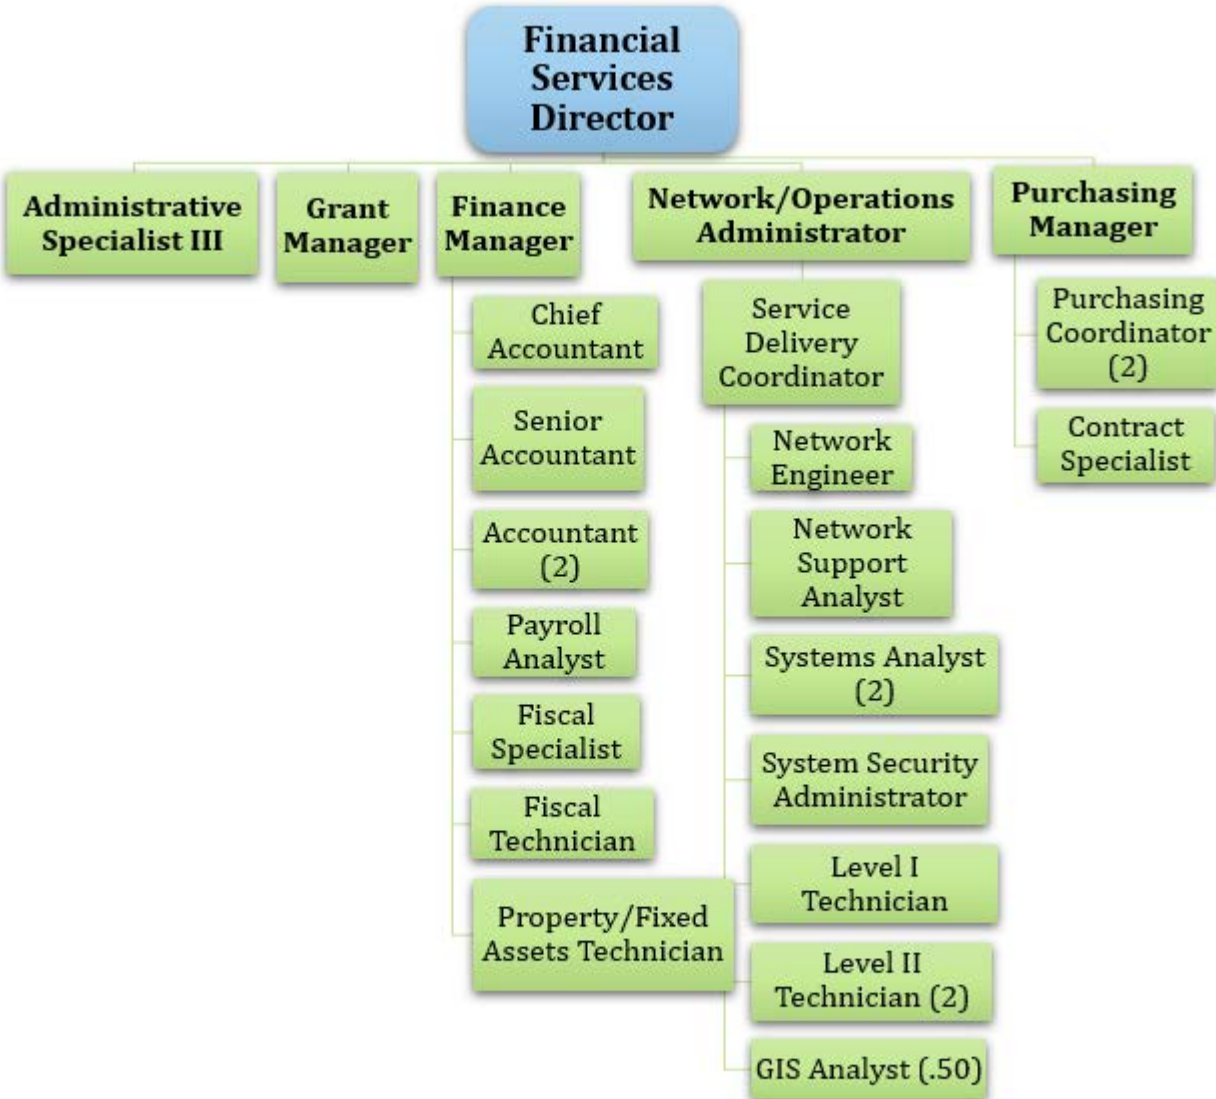 Financial
Services
Director
Administrative
Specialist III
Grant
Manager
Finance
Manager
Network/Operations
Administrator
Purchasing
Manager
Chief
Accountant
Senior
Accountant
Accountant
(2)
Payroll
Analyst
Fiscal
Specialist
Fiscal
Technician
Property/Fixed
Assets Technician
Service
Delivery
Coordinator
Network
Engineer
Network
Support
Analyst
Systems Analyst
(2)
System Security
Administrator
Level I
Technician
Level II
Technician (2)
GIS Analyst (.50)
Purchasing
Coordinator
(2)
Contract
Specialist